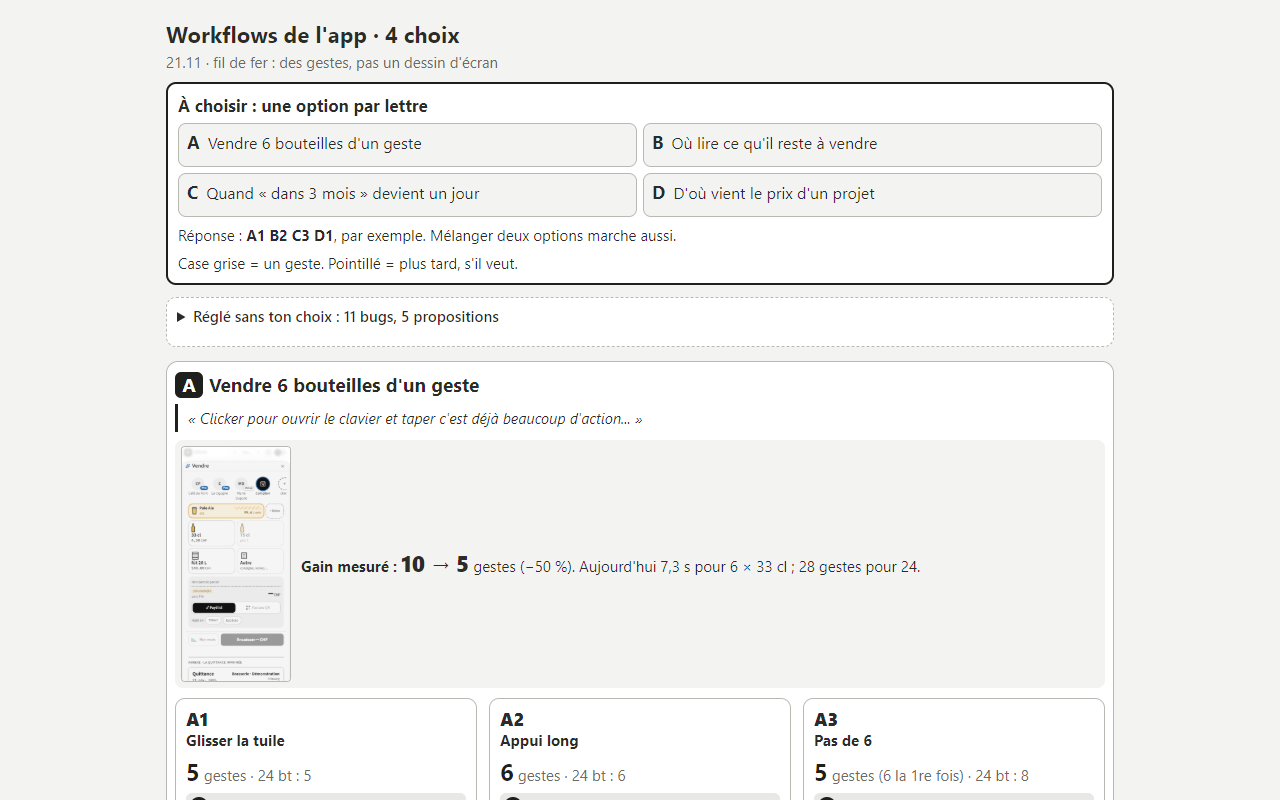 Workflows de l'app · 4 choix
21.11 · fil de fer : des gestes, pas un dessin d'écran
À choisir : une option par lettre
A Vendre 6 bouteilles d'un geste
B Où lire ce qu'il reste à vendre
C Quand « dans 3 mois » devient un jour
D D'où vient le prix d'un projet
Réponse : A1 B2 C3 D1, par exemple. Mélanger deux options marche aussi.
Case grise = un geste. Pointillé = plus tard, s'il veut.
▶ Réglé sans ton choix : 11 bugs, 5 propositions
A Vendre 6 bouteilles d'un geste
« Clicker pour ouvrir le clavier et taper c'est déjà beaucoup d'action... »
Vendre
Pale Ale
33 cl
Autre
Quittance
Gain mesuré : 10 → 5 gestes (−50 %). Aujourd'hui 7,3 s pour 6 × 33 cl ; 28 gestes pour 24.
A1
Glisser la tuile
5 gestes · 24 bt : 5
A2
Appui long
6 gestes · 24 bt : 6
A3
Pas de 6
5 gestes (6 la 1re fois) · 24 bt : 8